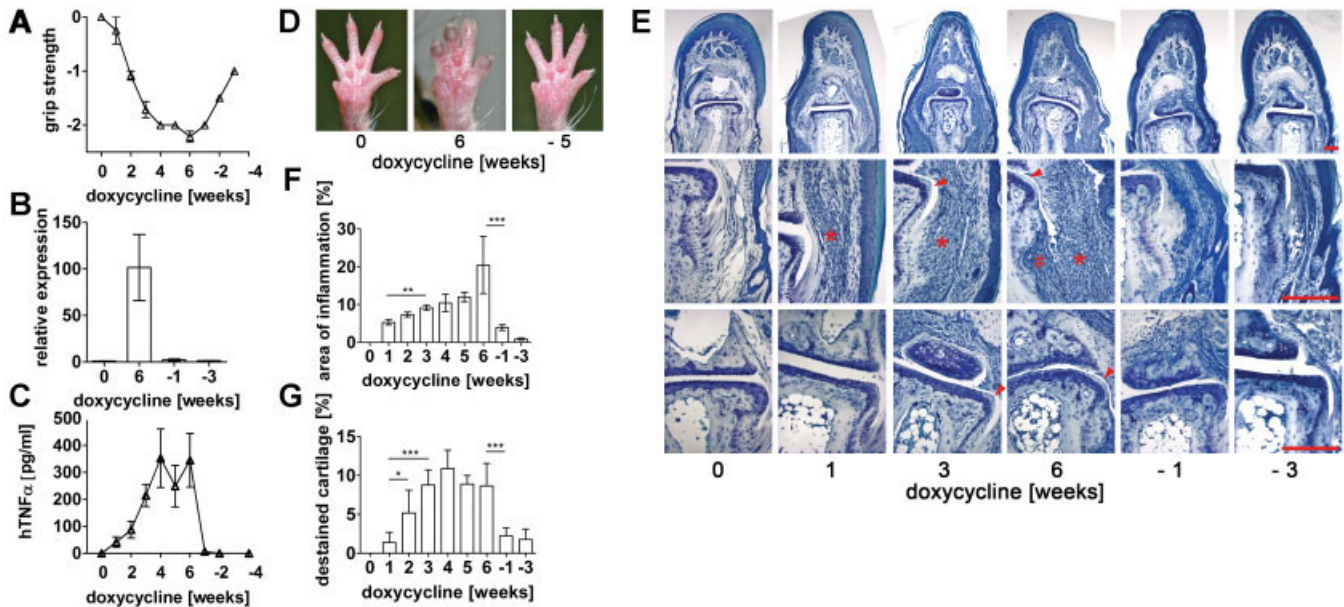 A
grip strength
0
-1
-2
0 2 4 6 -2 -4
doxycycline [weeks]
B
relative expression
150
100
50
0
0 6 -1 -3
doxycycline [weeks]
C
hTNFα [pg/ml]
500
400
300
200
100
0
0 2 4 6 -2 -4
doxycycline [weeks]
D
0 6 - 5
doxycycline [weeks]
F
area of inflammation [%]
30
20
10
0
**
***
0 1 2 3 4 5 6 -1 -3
doxycycline [weeks]
G
destained cartilage [%]
15
10
5
0
*
***
***
0 1 2 3 4 5 6 -1 -3
doxycycline [weeks]
E
*
*
# *
0 1 3 6 - 1 - 3
doxycycline [weeks]